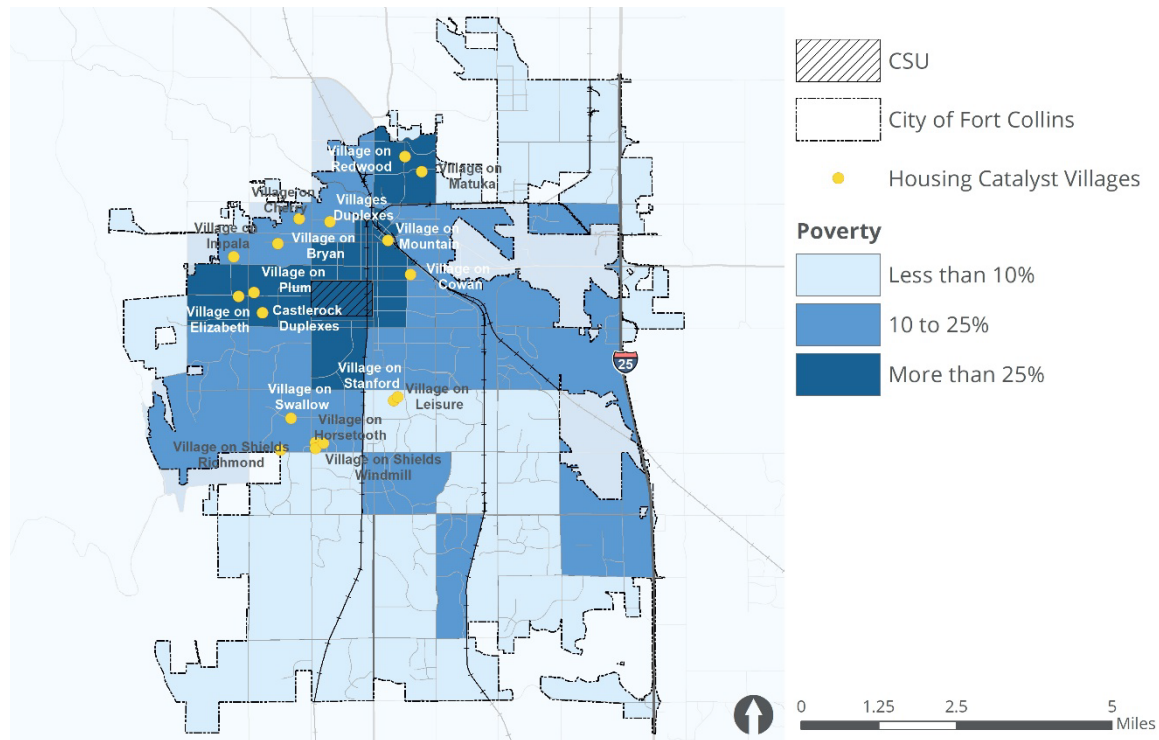 Village on
Redwood
Village on
Matuka
Village on
Cherry
Villages
Duplexes
Village on
Impala
Village on
Bryan
Village on
Mountain
Village on
Plum
Village on
Cowan
Village on
Elizabeth
Castlerock
Duplexes
Village on
Stanford
Village on
Leisure
Village on
Swallow
Village on
Horsetooth
Village on Shields
Richmond
Village on Shields
Windmill
25
CSU
City of Fort Collins
Housing Catalyst Villages
Poverty
Less than 10%
10 to 25%
More than 25%
0 1.25 2.5 5
Miles